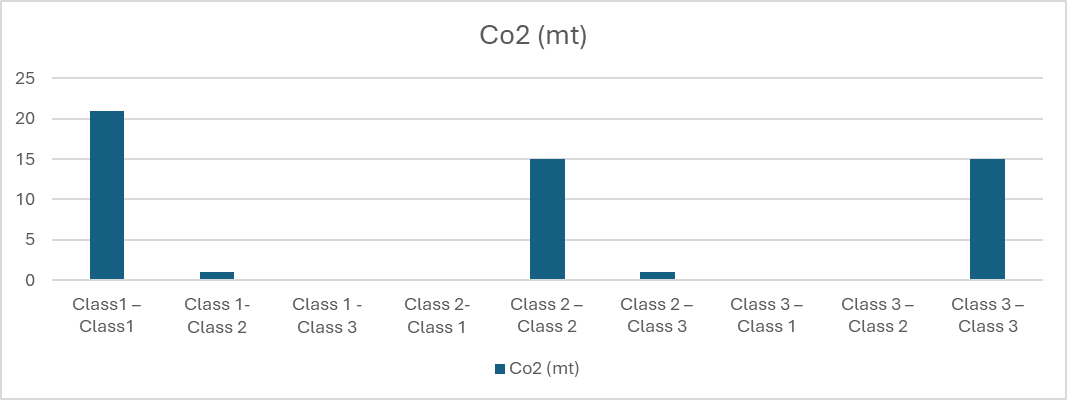 Co2 (mt)
25
20
15
10
5
0
Class1 –
Class1
Class 1-
Class 2
Class 1 -
Class 3
Class 2-
Class 1
Class 2 –
Class 2
Class 2 –
Class 3
Class 3 –
Class 1
Class 3 –
Class 2
Class 3 –
Class 3
Co2 (mt)